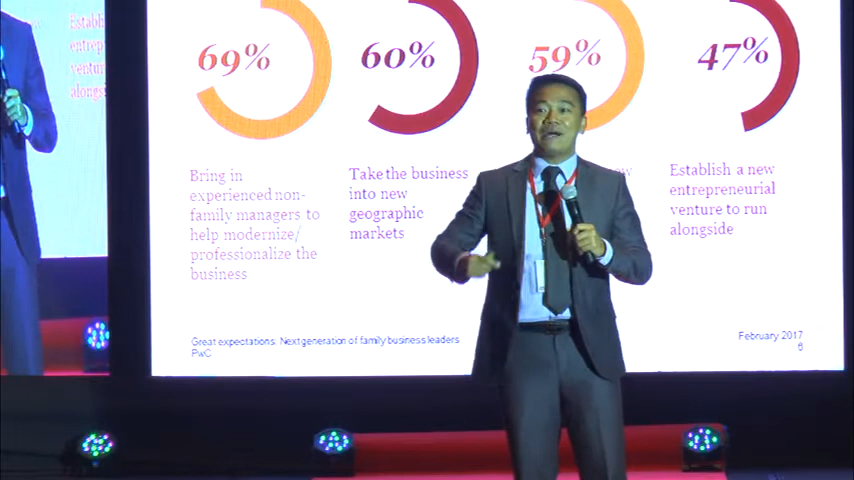 69%
60%
59%
47%
Bring in
experienced non-
family managers to
help modernize/
professionalize the
business
Take the business
into new
geographic
markets
Establish a new
entrepreneurial
venture to run
alongside
Great expectations: Next generation of family business leaders
PwC
February 2017
6